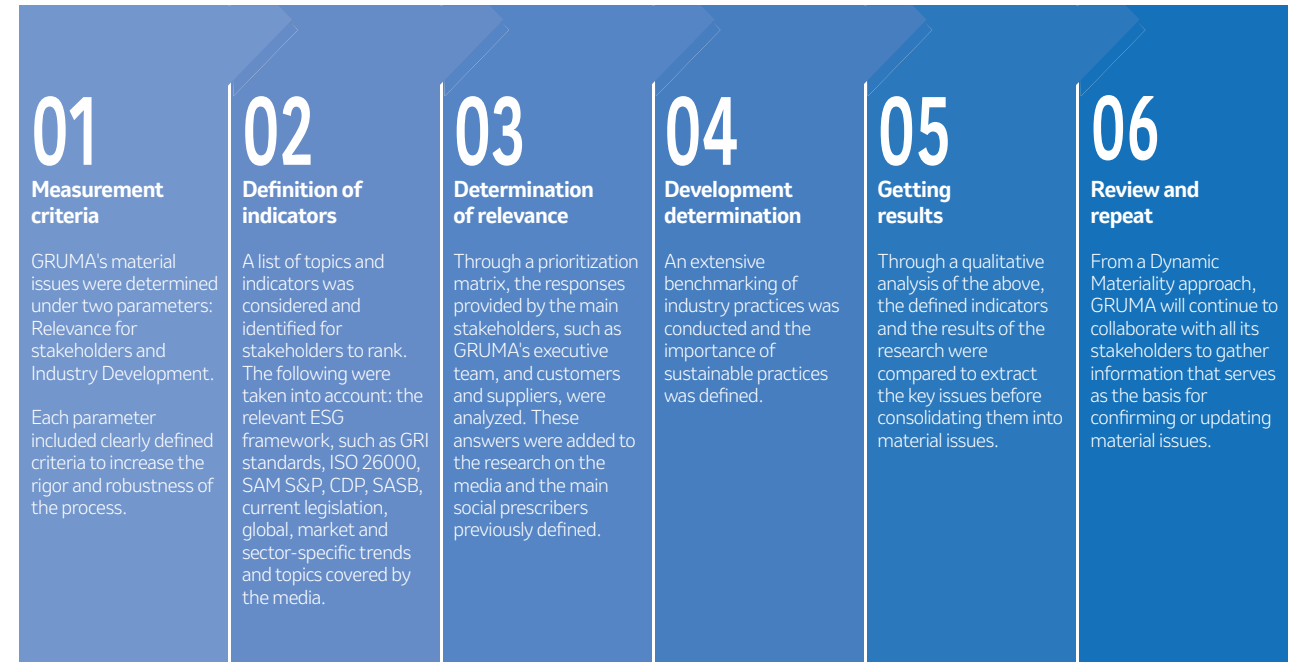 01
Measurement
criteria
GRUMA's material
issues were determined
under two parameters:
Relevance for
stakeholders and
Industry Development.
Each parameter
included clearly defined
criteria to increase the
rigor and robustness of
the process.
02
Definition of
indicators
A list of topics and
indicators was
considered and
identified for
stakeholders to rank.
The following were
taken into account: the
relevant ESG
framework, such as GRI
standards, ISO 26000,
SAM S&P, CDP, SASB,
current legislation,
global, market and
sector-specific trends
and topics covered by
the media.
03
Determination
of relevance
Through a prioritization
matrix, the responses
provided by the main
stakeholders, such as
GRUMA's executive
team, and customers
and suppliers, were
analyzed. These
answers were added to
the research on the
media and the main
social prescribers
previously defined.
04
Development
determination
An extensive
benchmarking of
industry practices was
conducted and the
importance of
sustainable practices
was defined.
05
Getting
results
Through a qualitative
analysis of the above,
the defined indicators
and the results of the
research were
compared to extract
the key issues before
consolidating them into
material issues.
06
Review and
repeat
From a Dynamic
Materiality approach,
GRUMA will continue to
collaborate with all its
stakeholders to gather
information that serves
as the basis for
confirming or updating
material issues.